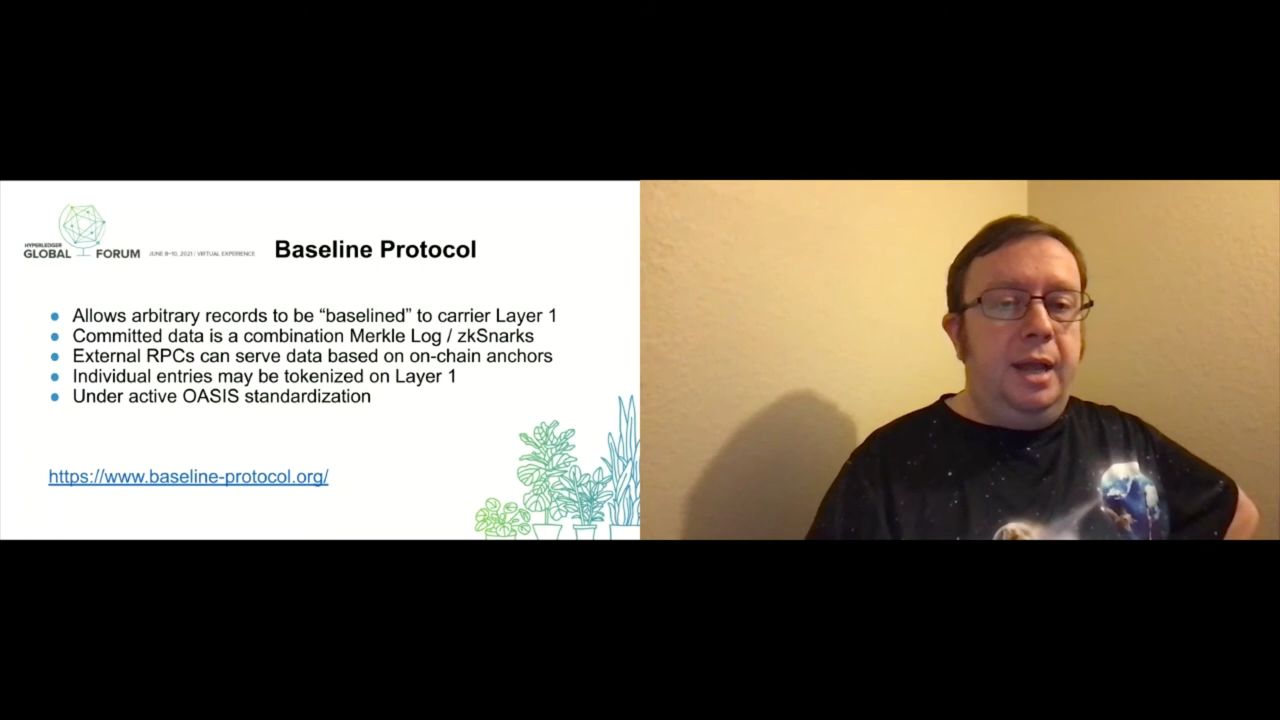 HYPERLEDGER
GLOBAL FORUM
JUNE 8–10, 2021 | VIRTUAL EXPERIENCE
Baseline Protocol
Allows arbitrary records to be “baselined” to carrier Layer 1
Committed data is a combination Merkle Log / zkSnarks
External RPCs can serve data based on on-chain anchors
Individual entries may be tokenized on Layer 1
Under active OASIS standardization
https://www.baseline-protocol.org/